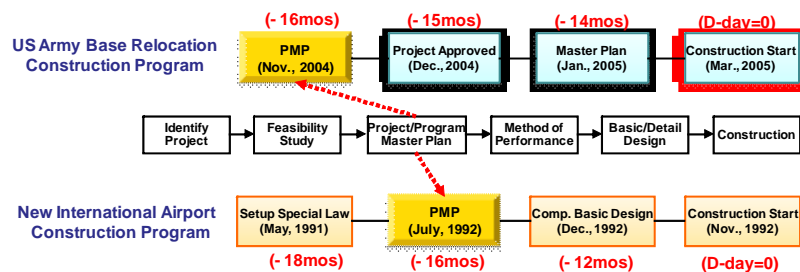 (- 16mos)
(- 15mos)
(- 14mos)
(D-day=0)
US Army Base Relocation
Construction Program
PMP
(Nov., 2004)
Project Approved
(Dec., 2004)
Master Plan
(Jan., 2005)
Construction Start
(Mar., 2005)
Identify
Project
Feasibility
Study
Project/Program
Master Plan
Method of
Performance
Basic/Detail
Design
Construction
New International Airport
Construction Program
Setup Special Law
(May, 1991)
PMP
(July, 1992)
Comp. Basic Design
(Dec., 1992)
Construction Start
(Nov., 1992)
(- 18mos)
(- 16mos)
(- 12mos)
(D-day=0)